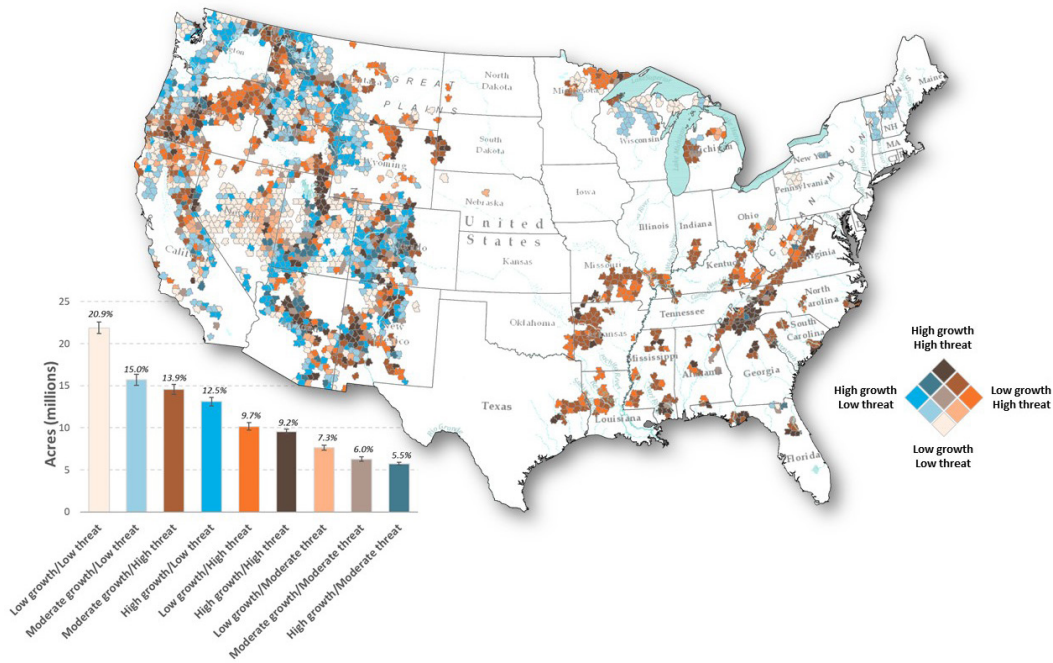 Maine
North
Dakota
GREAT
PLAINS
Minnesota
South
Dakota
Wisconsin
Michigan
NH
MA
New York
Wyoming
Iowa
Pennsylvania
Nebraska
United
States
Illinois
Indiana
Ohio
Kansas
Missouri
Kentucky
Virginia
California
Tennessee
North
Carolina
Oklahoma
South
Carolina
Mississippi
Alabama
Georgia
Texas
Louisiana
Florida
High growth
High threat
High growth
Low threat
Low growth
High threat
Low growth
Low threat
Acres (millions)
25
20
15
10
5
0
20.9%
15.0%
13.9%
12.5%
9.7%
9.2%
7.3%
6.0%
5.5%
Low growth/Low threat
Moderate growth/Low threat
Moderate growth/High threat
High growth/Low threat
Low growth/High threat
High growth/High threat
Low growth/Moderate threat
Moderate growth/Moderate threat
High growth/Moderate threat